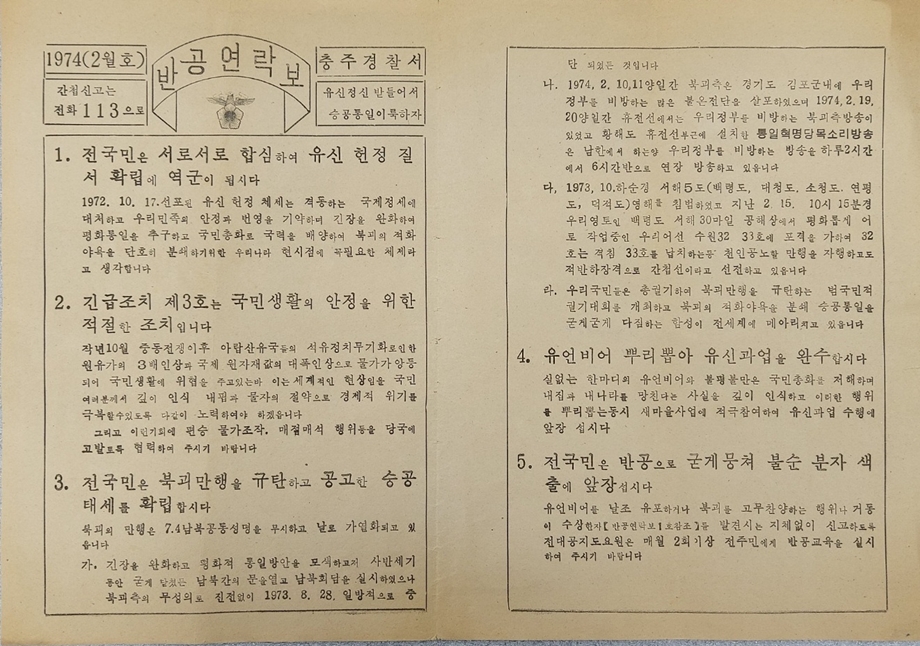 1974(2월호)
반공연락보
충주경찰서
간첩신고는
전화 113으로
유신정신 받들어서
승공통일이룩하자
1. 전국민은 서로서로 합심하여 유신 헌정 질
서 확립에 역군이 됩시다
1972. 10. 17.선포된 유신 헌정 체제는 격동하는 국제정세에
대처하고 우리민족의 안정과 번영을 기약하며 긴장을 완화하여
평화통일을 추구하고 국민총화로 국력을 배양하여 북괴의 적화
야욕을 단호히 분쇄하기위한 우리나라 현시점에 꼭필요한 체제라
고 생각합니다
2. 긴급조치 제3호는 국민생활의 안정을 위한
적절한 조치입니다
작년10월 중동전쟁이후 아랍산유국들의 석유정치무기화로인한
원유가의 3배인상과 국제 원자재값의 대폭인상으로 물가가앙등
되어 국민생활에 위협을 주고있는바 이는세계적인 현상임을 국민
여러분께서 깊이 인식 내핍과 물자의 절약으로 경제적 위기를
극복할수있도록 다같이 노력하여야 하겠읍니다
그리고 이런기회에 편승 물가조작, 매점매석 행위등을 당국에
고발토록 협력하여 주시기 바랍니다
3. 전국민은 북괴만행을 규탄하고 공고한 승공
태세를 확립합시다
북괴의 만행은 7.4남북공동성명을 무시하고 날로 가열화되고 있
읍니다
가. 긴장을 완화하고 평화적 통일방안을 모색하고저 사반세기
동안 굳게 닫쳤든 남북간의 문을열고 남북회담을 실시하였으나
북괴측의 무성의로 진전없이 1973. 8. 28. 일방적으로 중
단 되었든 것입니다
나. 1974. 2. 10,11양일간 북괴측은 경기도 김포군내에 우리
정부를 비방하는 많은 불온전단을 살포하였으며 1974. 2. 19,
20양일간 휴전선에서는 우리정부를 비방하는 북괴측방송이
있었고 황해도 휴전선부근에 설치한 통일혁명당목소리방송
은 남한에서 하는양 우리정부를 비방하는 방송을 하루2시간
에서 6시간반으로 연장 방송하고 있읍니다
다. 1973. 10.하순경 서해5도(백령도, 대청도, 소청도, 연평
도, 덕적도)영해를 침범하였고 지난 2. 15. 10시 15분경
우리영토인 백령도 서해30마일 공해상에서 평화롭게 어
로 작업중인 우리어선 수원32 33호에 포격을 가하여 32
호는격침 33호를 납치하는등 천인공노할 만행을 자행하고도
적반하장격으로 간첩선이라고 선전하고 있읍니다
라. 우리국민들은 총궐기하여 북괴만행을 규탄하는 범국민적
궐기대회를 개최하고 북괴의 적화야욕을 분쇄 승공통일을
굳게굳게 다짐하는 함성이 전세계에 메아리치고 있읍니다
4. 유언비어 뿌리뽑아 유신과업을 완수합시다
실없는 한마디의 유언비어와 불평불만은 국민총화를 저해하며
내집과 내나라를 망친다는 사실을 깊이 인식하고 이러한 행위
를 뿌리뽑는동시 새마을사업에 적극참여하여 유신과업 수행에
앞장 섭시다
5. 전국민은 반공으로 굳게뭉쳐 불순 분자 색
출에 앞장섭시다
유언비어를 날조 유포하거나 북괴를 고무찬양하는 행위나 거동
이 수상한자【반공연락보1호참조】를 발견시는 지체없이 신고하도록
전대공지도요원은 매월 2회이상 전주민에게 반공교육을 실시
하여 주시기 바랍니다